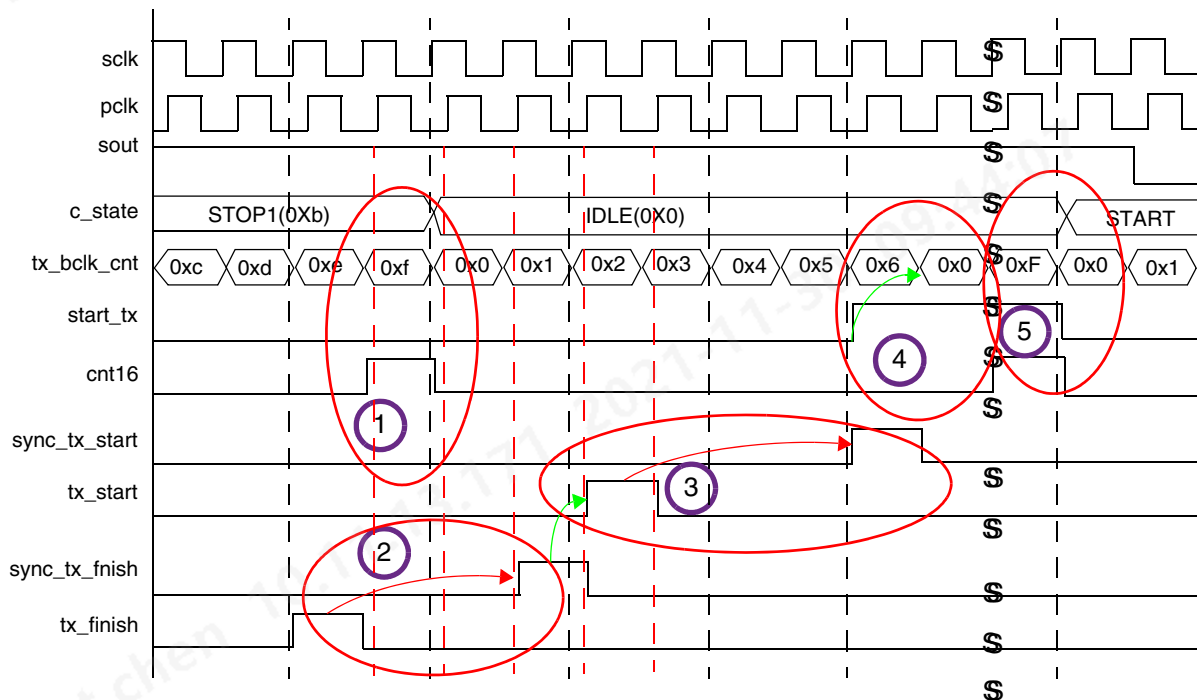 sclk
pclk
sout
c_state STOP1(0Xb) IDLE(0X0) START
tx_bclk_cnt 0xc 0xd 0xe 0xf 0x0 0x1 0x2 0x3 0x4 0x5 0x6 0x0 0xF 0x0 0x1
start_tx 5
cnt16 4
1
sync_tx_start
tx_start 3
2
sync_tx_fnish
tx_finish